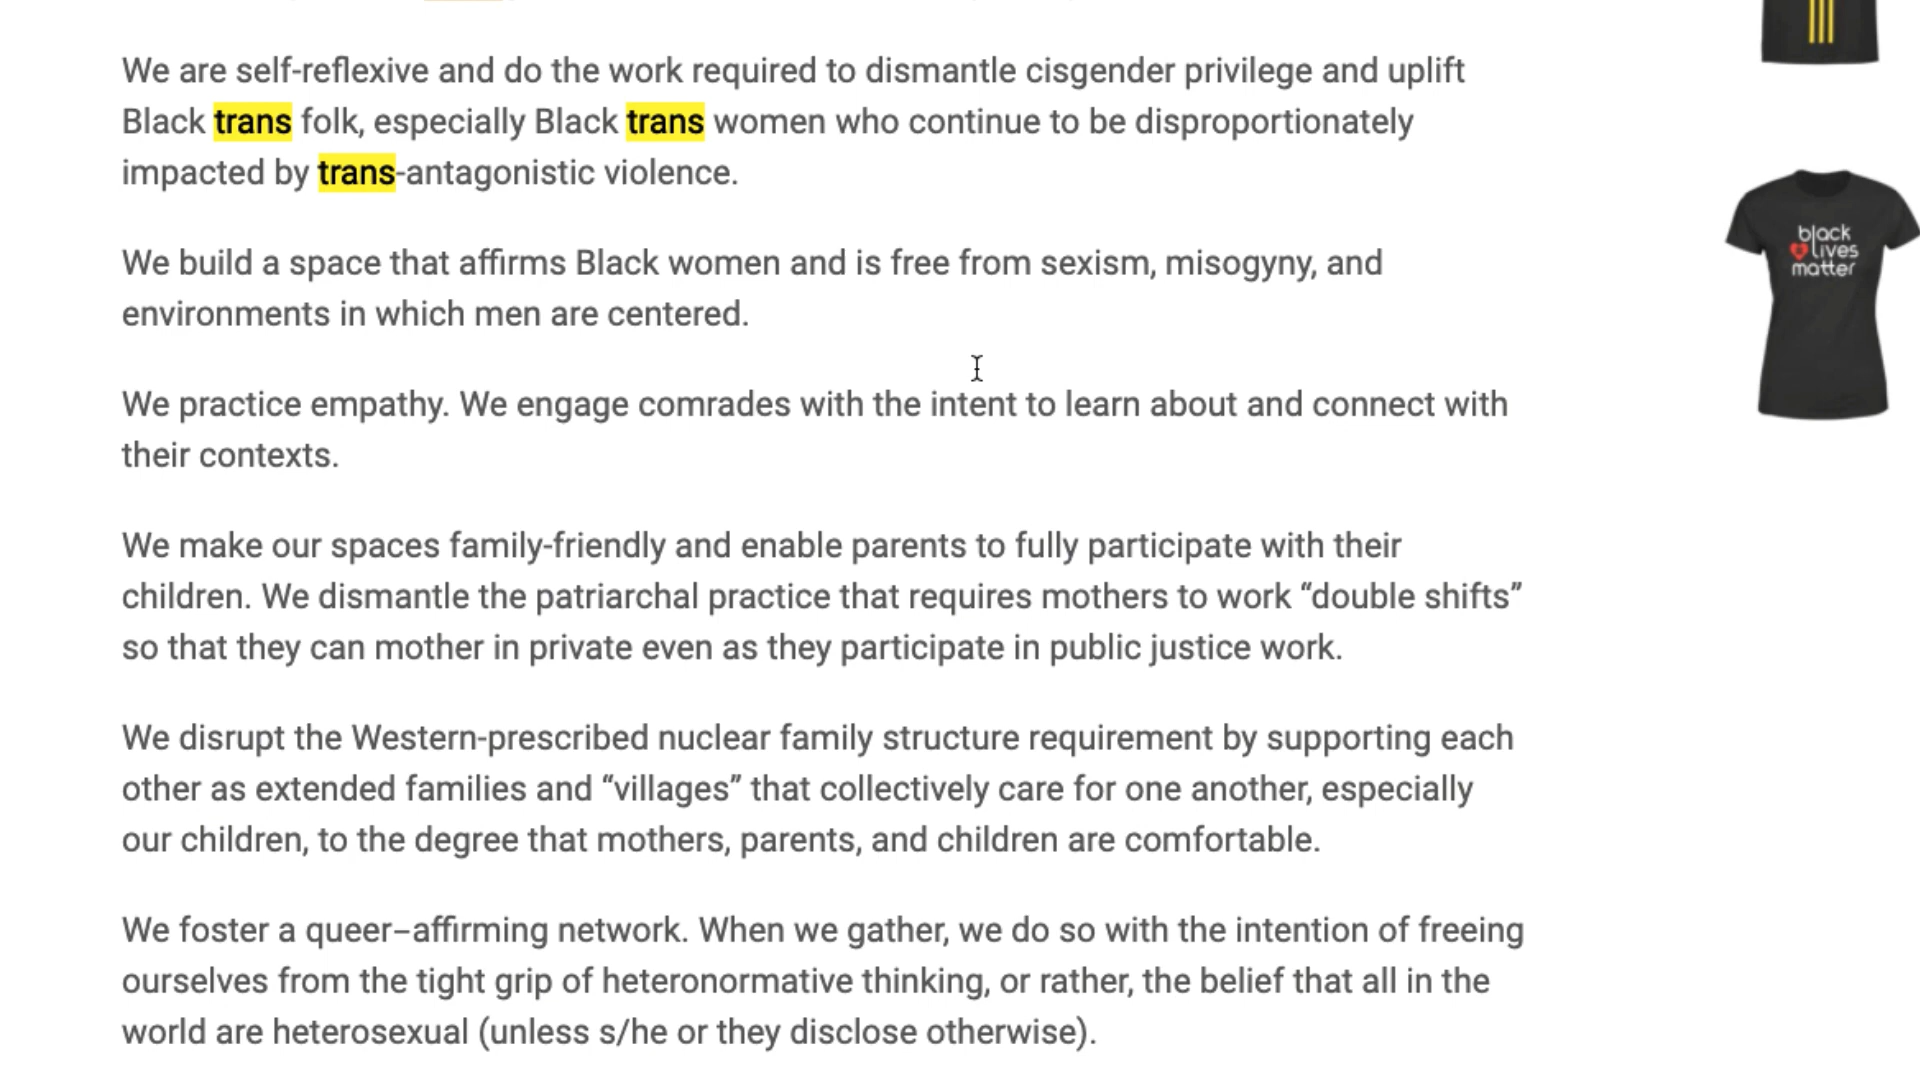 We are self-reflexive and do the work required to dismantle cisgender privilege and uplift
Black trans folk, especially Black trans women who continue to be disproportionately
impacted by trans-antagonistic violence.
We build a space that affirms Black women and is free from sexism, misogyny, and
environments in which men are centered.
We practice empathy. We engage comrades with the intent to learn about and connect with
their contexts.
We make our spaces family-friendly and enable parents to fully participate with their
children. We dismantle the patriarchal practice that requires mothers to work “double shifts”
so that they can mother in private even as they participate in public justice work.
We disrupt the Western-prescribed nuclear family structure requirement by supporting each
other as extended families and “villages” that collectively care for one another, especially
our children, to the degree that mothers, parents, and children are comfortable.
We foster a queer–affirming network. When we gather, we do so with the intention of freeing
ourselves from the tight grip of heteronormative thinking, or rather, the belief that all in the
world are heterosexual (unless s/he or they disclose otherwise).
black
lives
matter